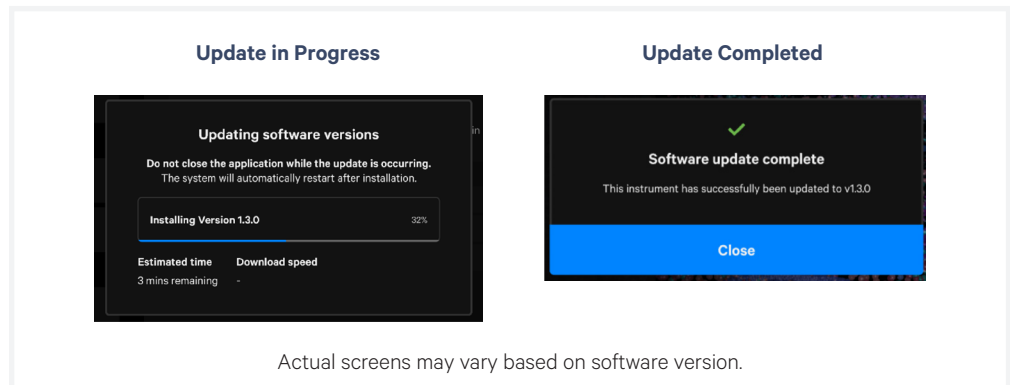 Update in Progress
Update Completed
Updating software versions
Do not close the application while the update is occurring.
The system will automatically restart after installation.
Installing Version 1.3.0 32%
Estimated time Download speed
3 mins remaining -
in
Software update complete
This instrument has successfully been updated to v1.3.0
Close
Actual screens may vary based on software version.